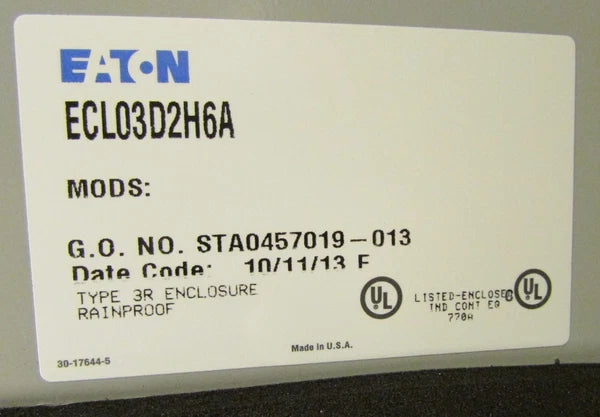 EATON
ECL03D2H6A
MODS:
G.O. NO. STA0457019-013
Date Code: 10/11/13 F
TYPE 3R ENCLOSURE
RAINPROOF
UL
LISTED-ENCLOSED
IND CONT EQ
770A
C UL
Made in U.S.A.
30-17644-5